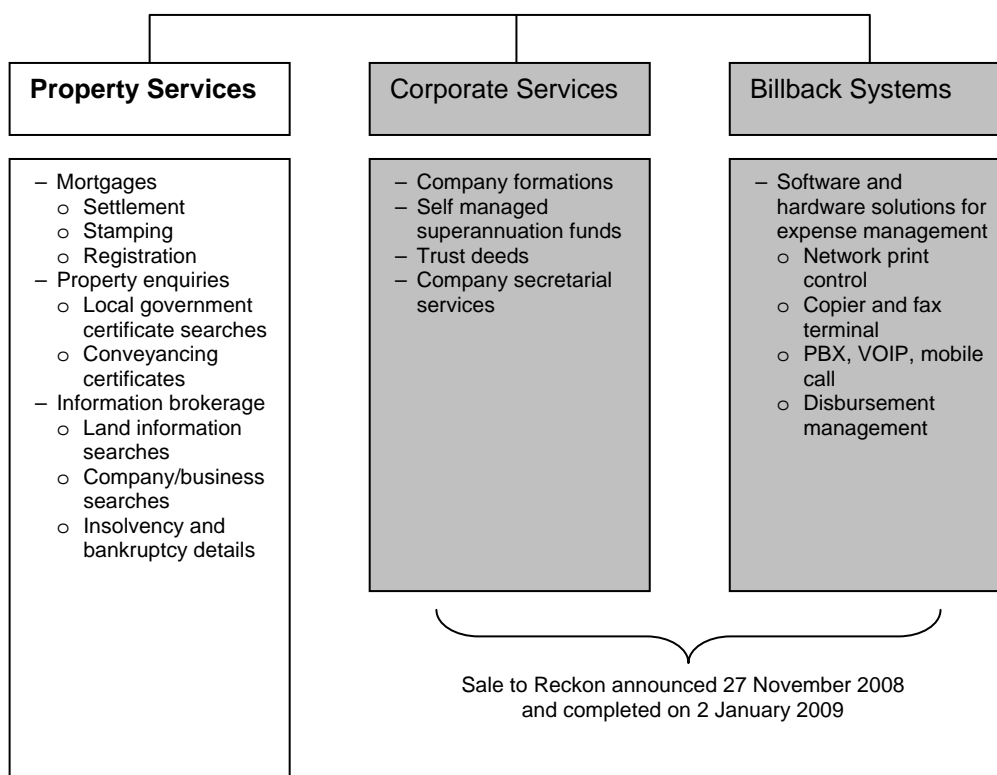 Property Services
– Mortgages
o Settlement
o Stamping
o Registration
– Property enquiries
o Local government
certificate searches
o Conveyancing
certificates
– Information brokerage
o Land information
searches
o Company/business
searches
o Insolvency and
bankruptcy details
Corporate Services
– Company formations
– Self managed
superannuation funds
– Trust deeds
– Company secretarial
services
Billback Systems
– Software and
hardware solutions for
expense management
o Network print
control
o Copier and fax
terminal
o PBX, VOIP, mobile
call
o Disbursement
management
Sale to Reckon announced 27 November 2008
and completed on 2 January 2009